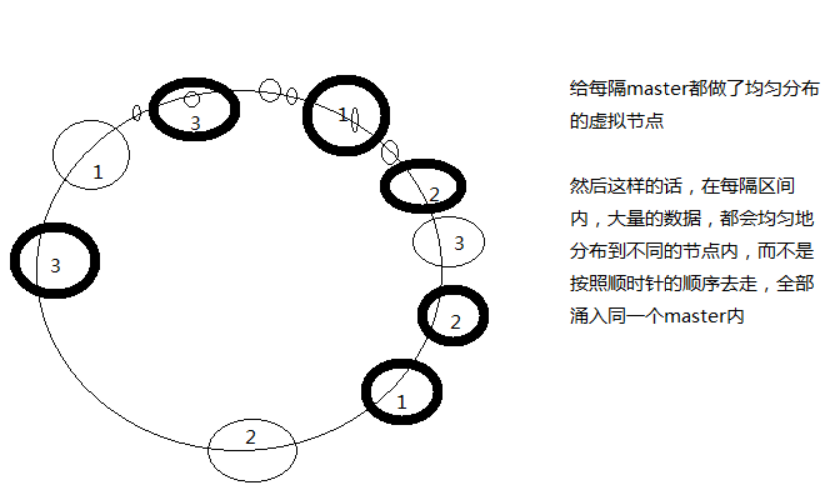 给每隔master都做了均匀分布
的虚拟节点
然后这样的话，在每隔区间
内，大量的数据，都会均匀地
分布到不同的节点内，而不是
按照顺时针的顺序去走，全部
涌入同一个master内
3
1
1
2
3
3
2
1
2